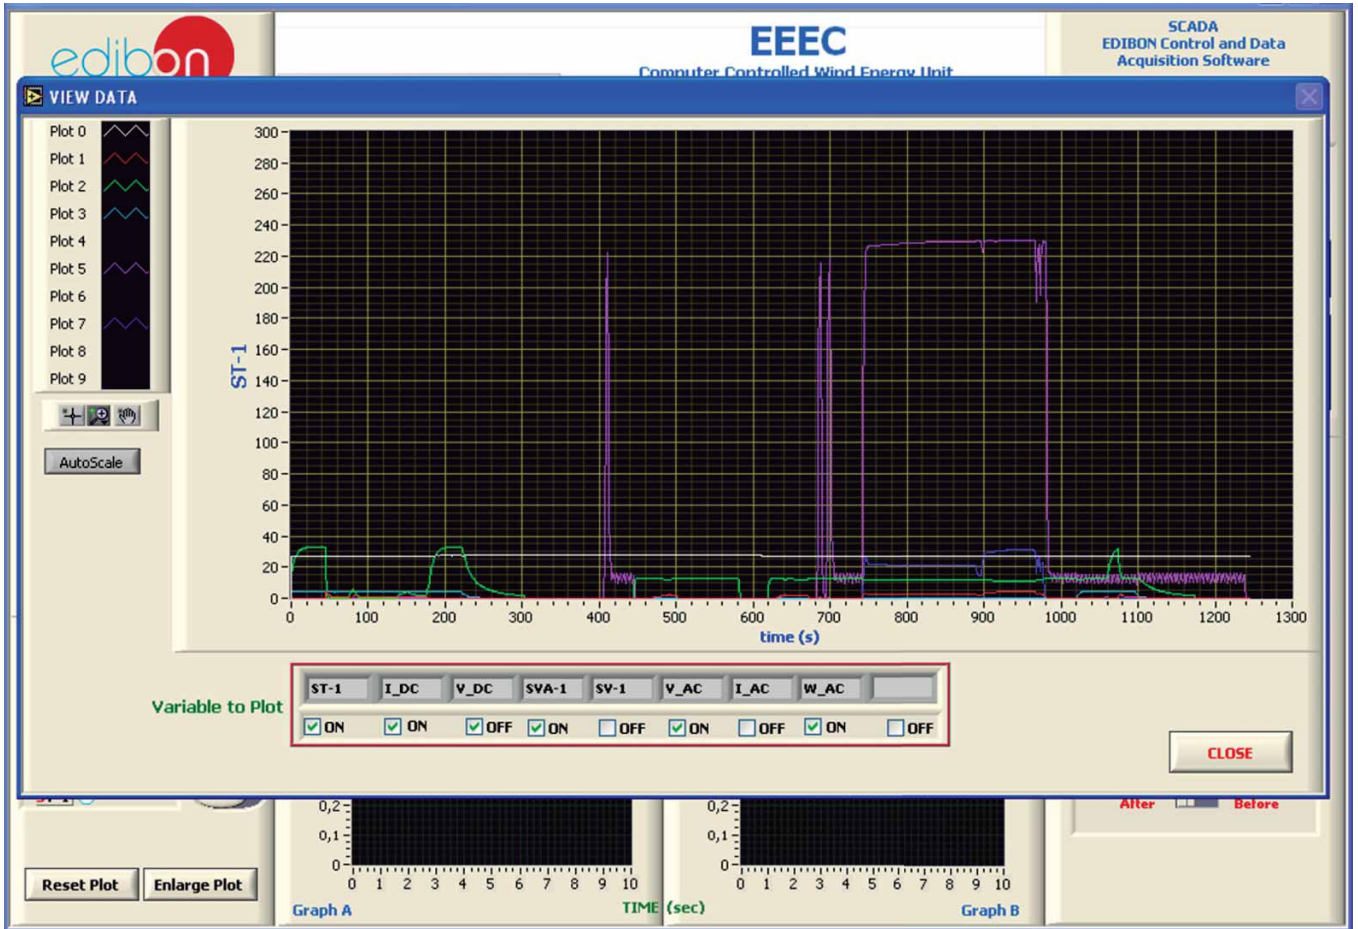 edibon
EEEC
Computer Controlled Wind Energy Unit
SCADA
EDIBON Control and Data
Acquisition Software
VIEW DATA
Plot 0
Plot 1
Plot 2
Plot 3
Plot 4
Plot 5
Plot 6
Plot 7
Plot 8
Plot 9
AutoScale
300
280
260
240
220
200
180
160
140
120
100
80
60
40
20
0
ST-1
0 100 200 300 400 500 600 700 800 900 1000 1100 1200 1300
time (s)
Variable to Plot
ST-1 I_DC V_DC SVA-1 SV-1 V_AC I_AC W_AC
ON ON OFF ON OFF ON OFF ON OFF
CLOSE
After Before
0,2
0,1
0
0 1 2 3 4 5 6 7 8 9 10
0,2
0,1
0
0 1 2 3 4 5 6 7 8 9 10
Reset Plot Enlarge Plot
Graph A TIME (sec) Graph B